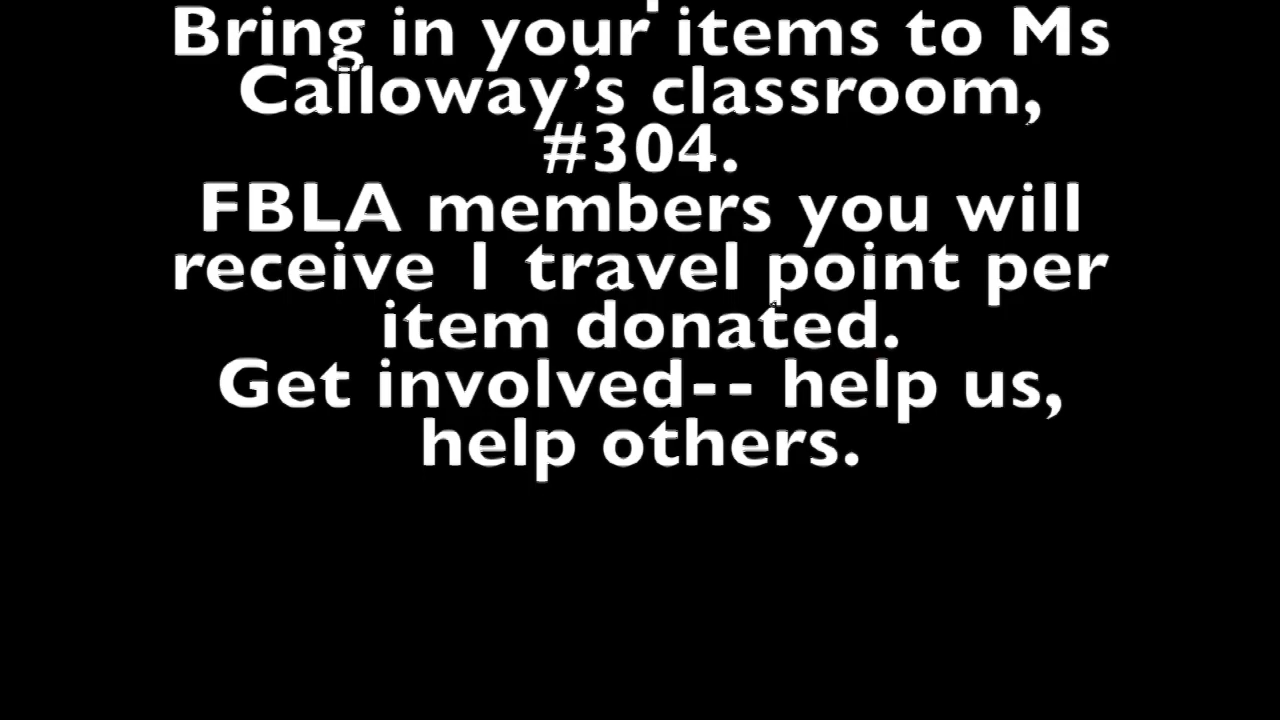 Bring in your items to Ms
Calloway’s classroom,
#304.
FBLA members you will
receive 1 travel point per
item donated.
Get involved-- help us,
help others.